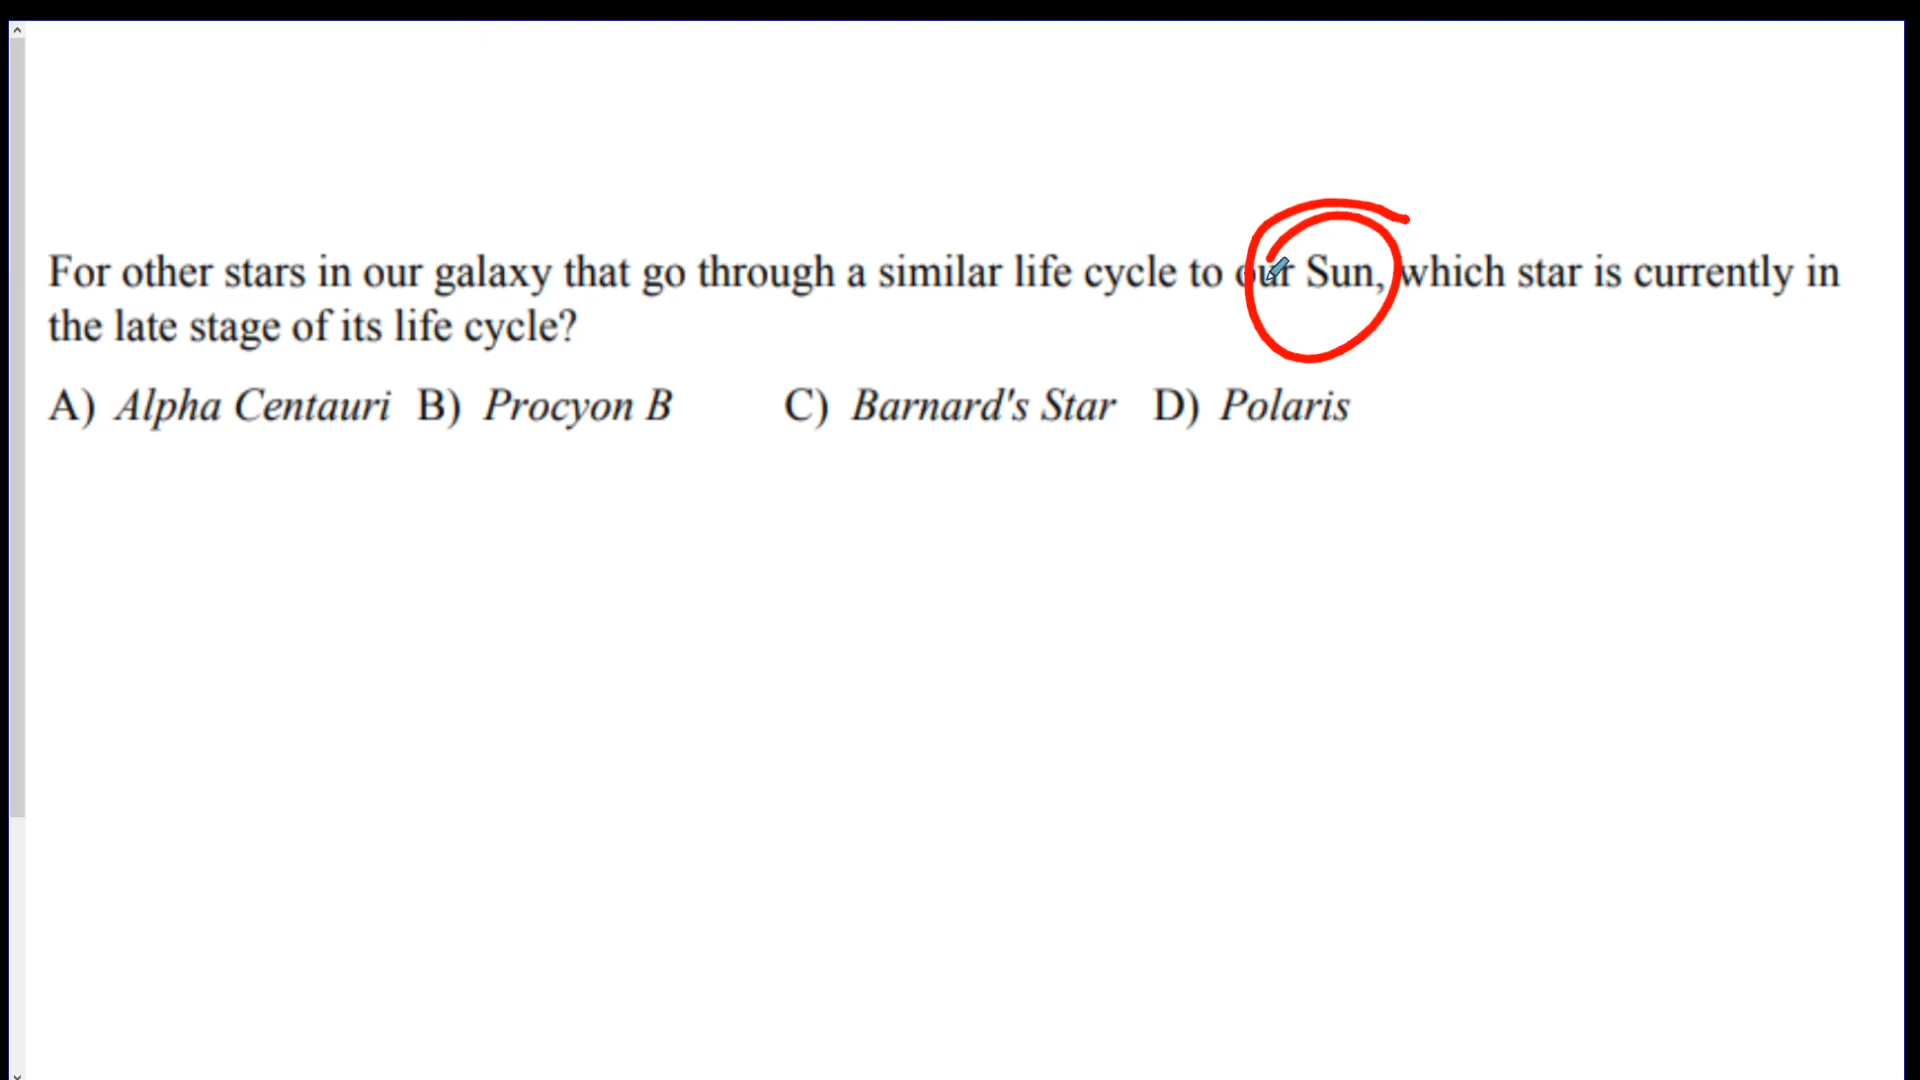 For other stars in our galaxy that go through a similar life cycle to our Sun, which star is currently in
the late stage of its life cycle?
A) Alpha Centauri B) Procyon B C) Barnard's Star D) Polaris